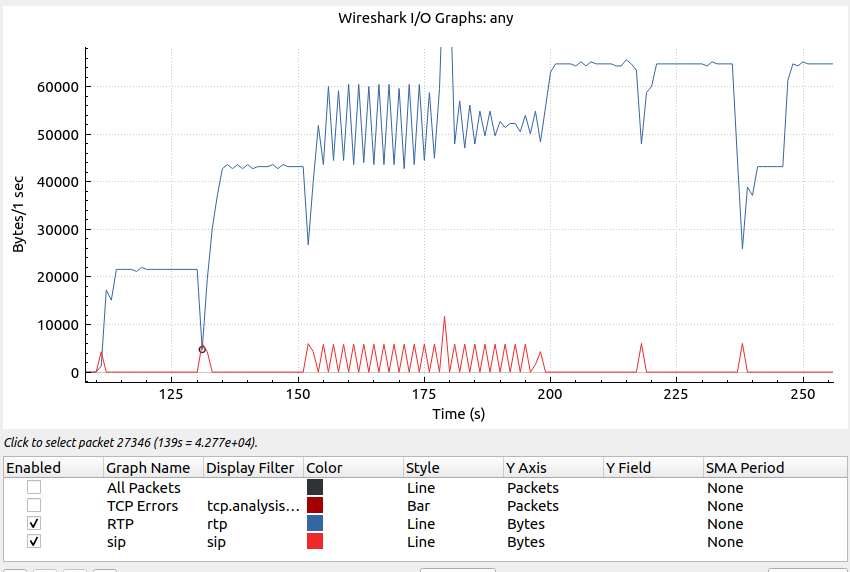 Wireshark I/O Graphs: any
60000
50000
40000
30000
20000
10000
0
Bytes/1 sec
125 150 175 200 225 250
Time (s)
Click to select packet 27346 (139s = 4.277e+04).
Enabled Graph Name Display Filter Color Style Y Axis Y Field SMA Period
All Packets Line Packets None
TCP Errors tcp.analysis... Bar Packets None
RTP rtp Line Bytes None
sip sip Line Bytes None